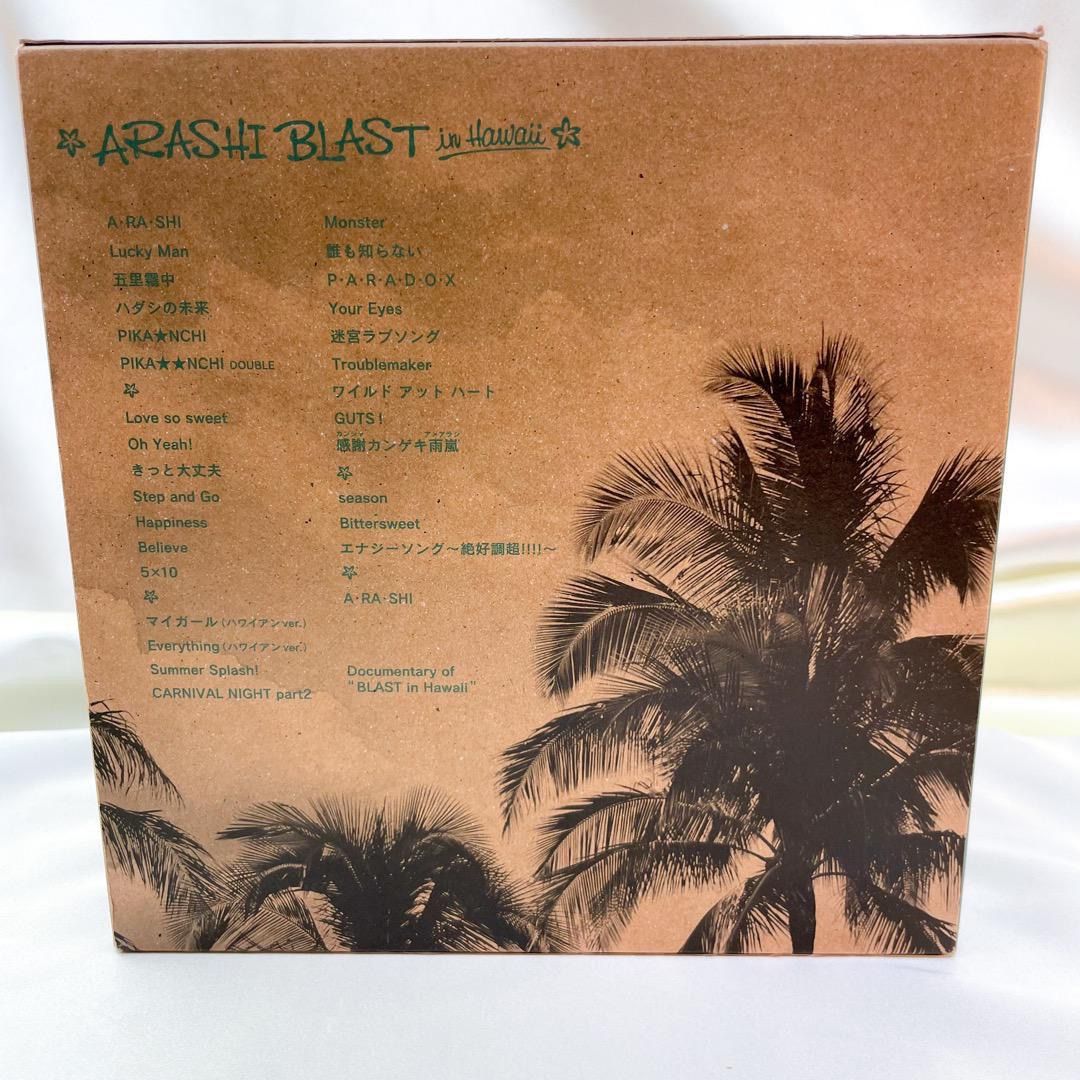 ARASHI BLAST in Hawaii
A・RA・SHI
Lucky Man
五里霧中
ハダシの未来
PIKA★NCHI
PIKA★★NCHI DOUBLE
Love so sweet
Oh Yeah!
きっと大丈夫
Step and Go
Happiness
Believe
5×10
マイガール（ハワイアンver.）
Everything（ハワイアンver.）
Summer Splash!
CARNIVAL NIGHT part2
Monster
誰も知らない
P・A・R・A・D・O・X
Your Eyes
迷宮ラブソング
Troublemaker
ワイルド アット ハート
GUTS !
カンシャ アメアラシ
感謝カンゲキ雨嵐
season
Bittersweet
エナジーソング〜絶好調超!!!!〜
A・RA・SHI
Documentary of
"BLAST in Hawaii"